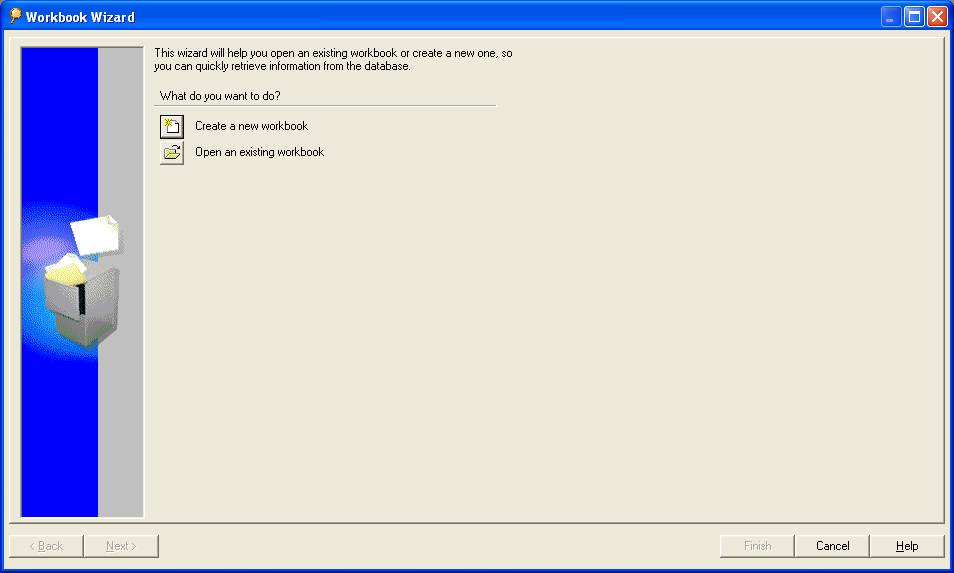 Workbook Wizard
This wizard will help you open an existing workbook or create a new one, so
you can quickly retrieve information from the database.
What do you want to do?
Create a new workbook
Open an existing workbook
< Back
Next >
Finish
Cancel
Help